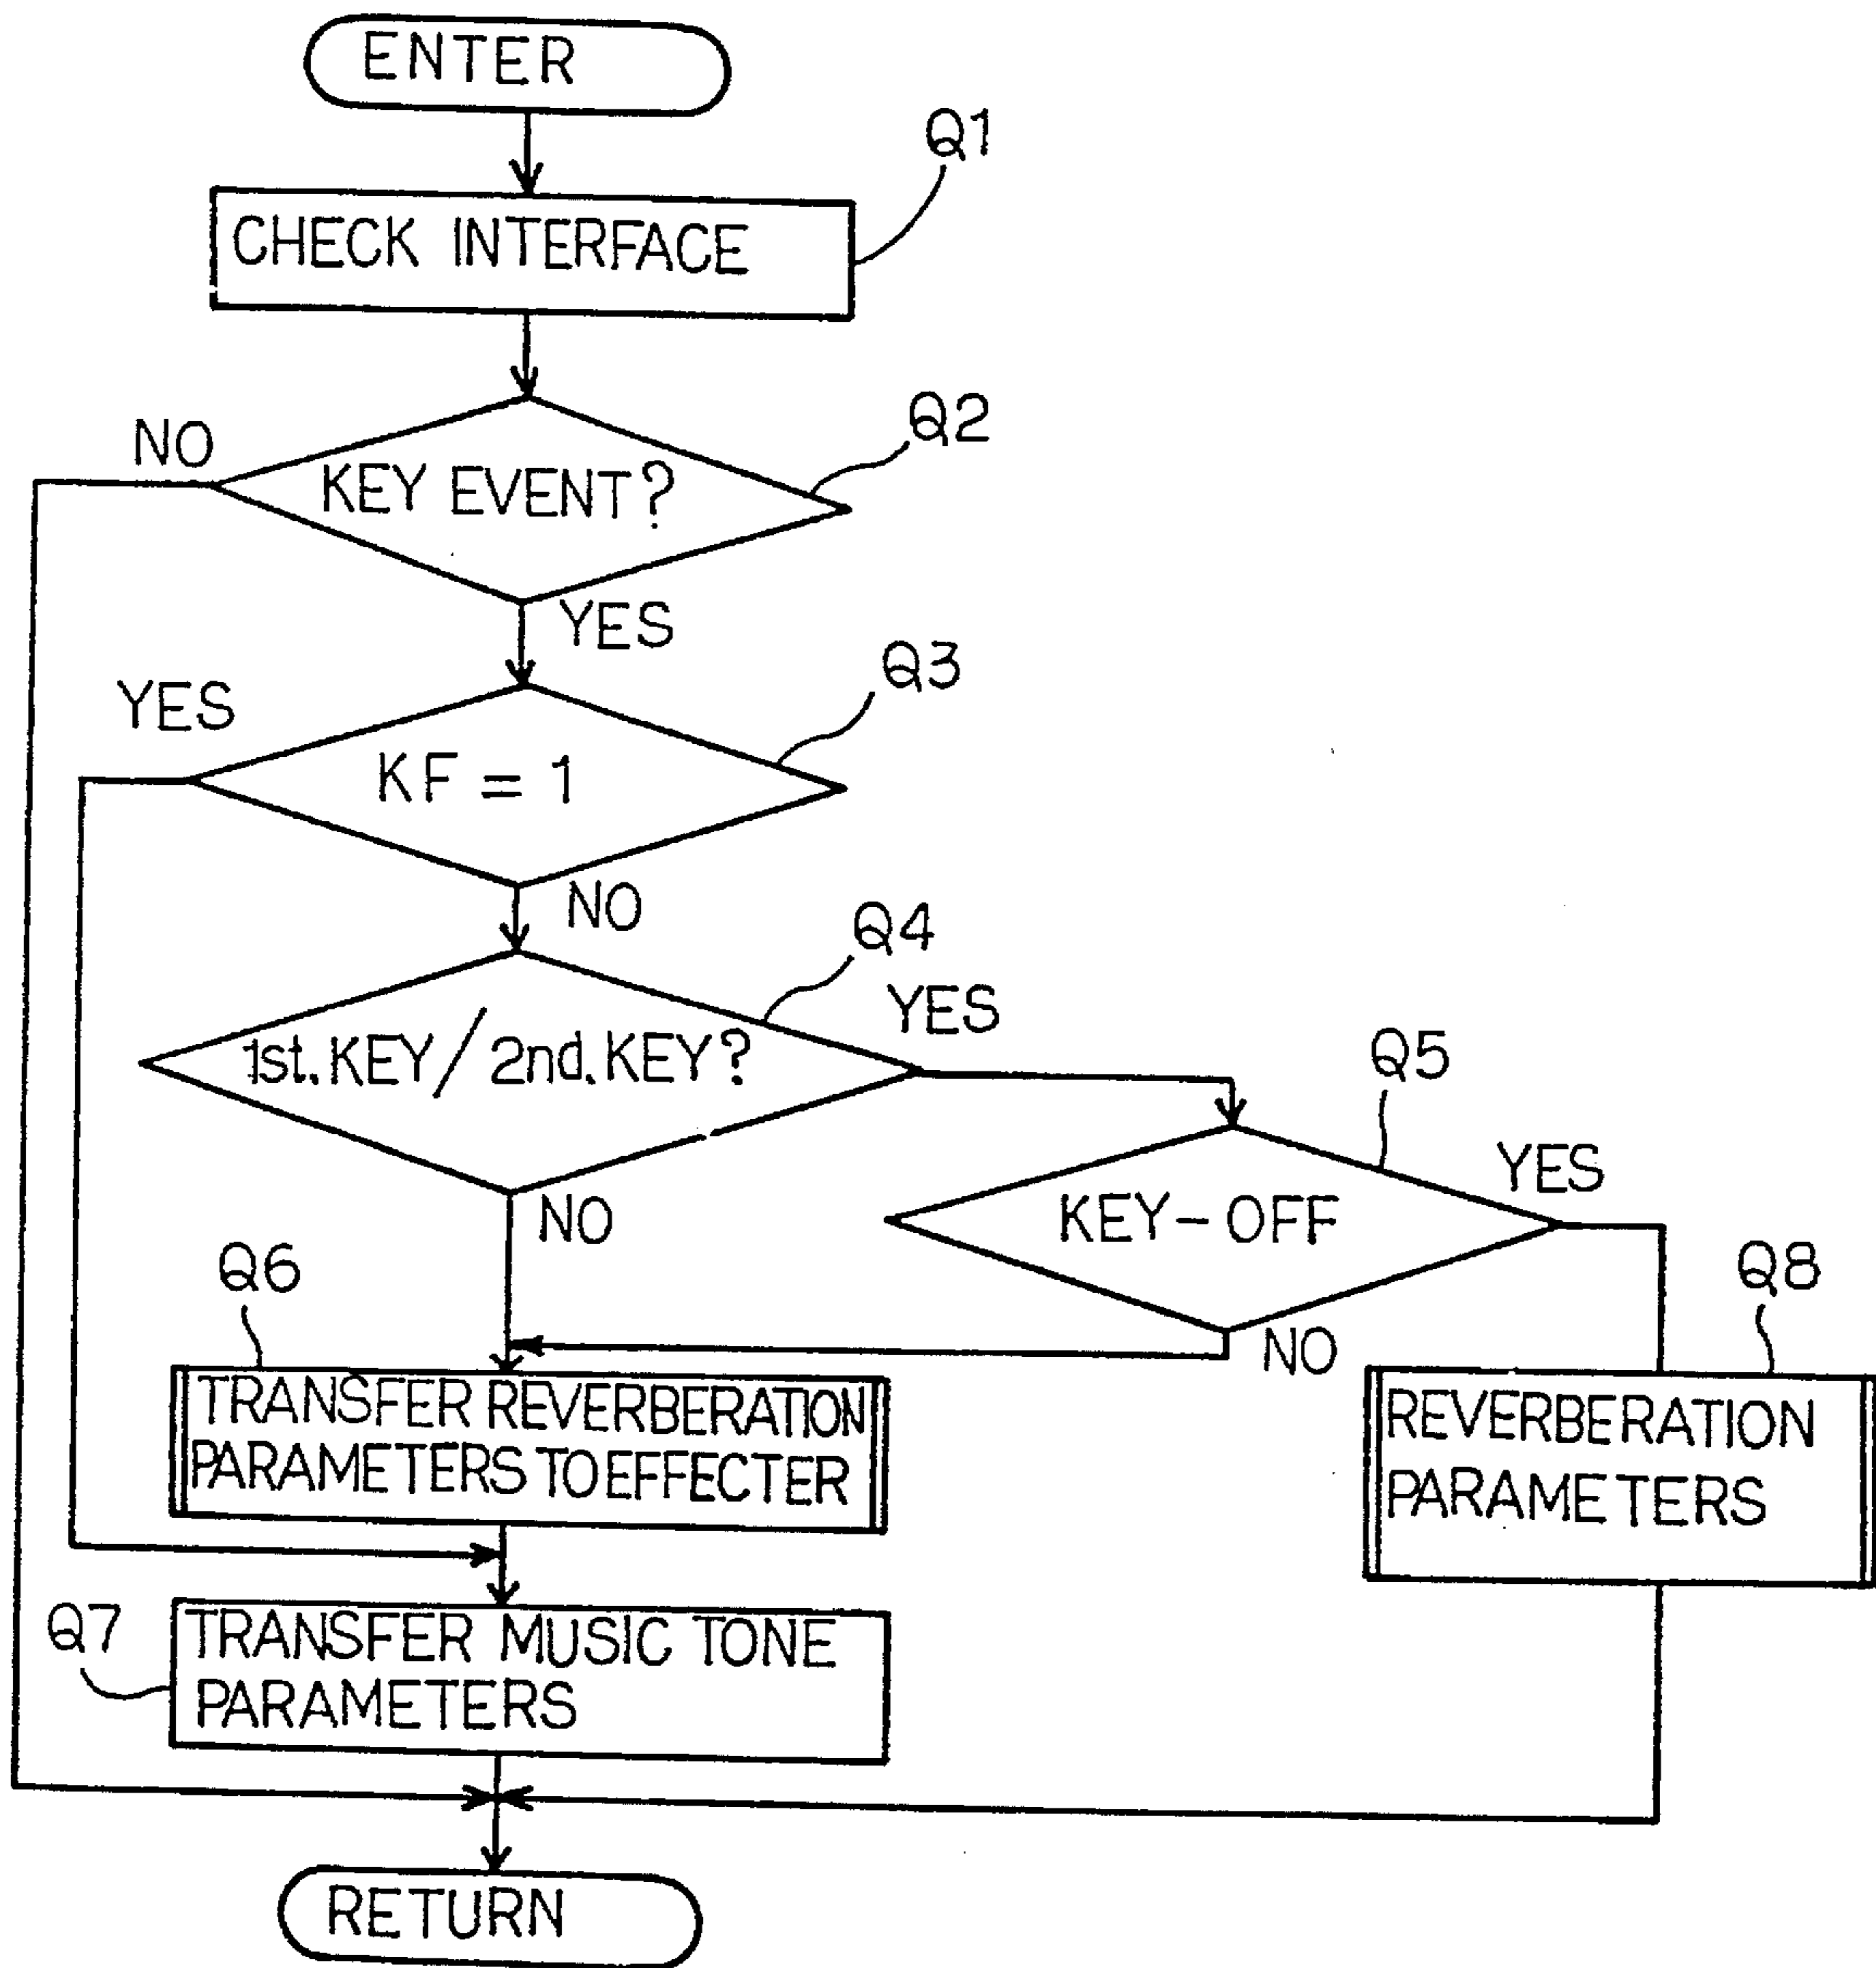 ENTER
Q1
CHECK INTERFACE
Q2
NO
KEY EVENT?
YES
Q3
YES
KF = 1
NO
Q4
YES
1st.KEY/2nd.KEY?
Q5
YES
KEY-OFF
NO
Q6
Q8
NO
TRANSFER REVERBERATION
PARAMETERS TO EFFECTER
REVERBERATION
PARAMETERS
Q7
TRANSFER MUSIC TONE
PARAMETERS
RETURN